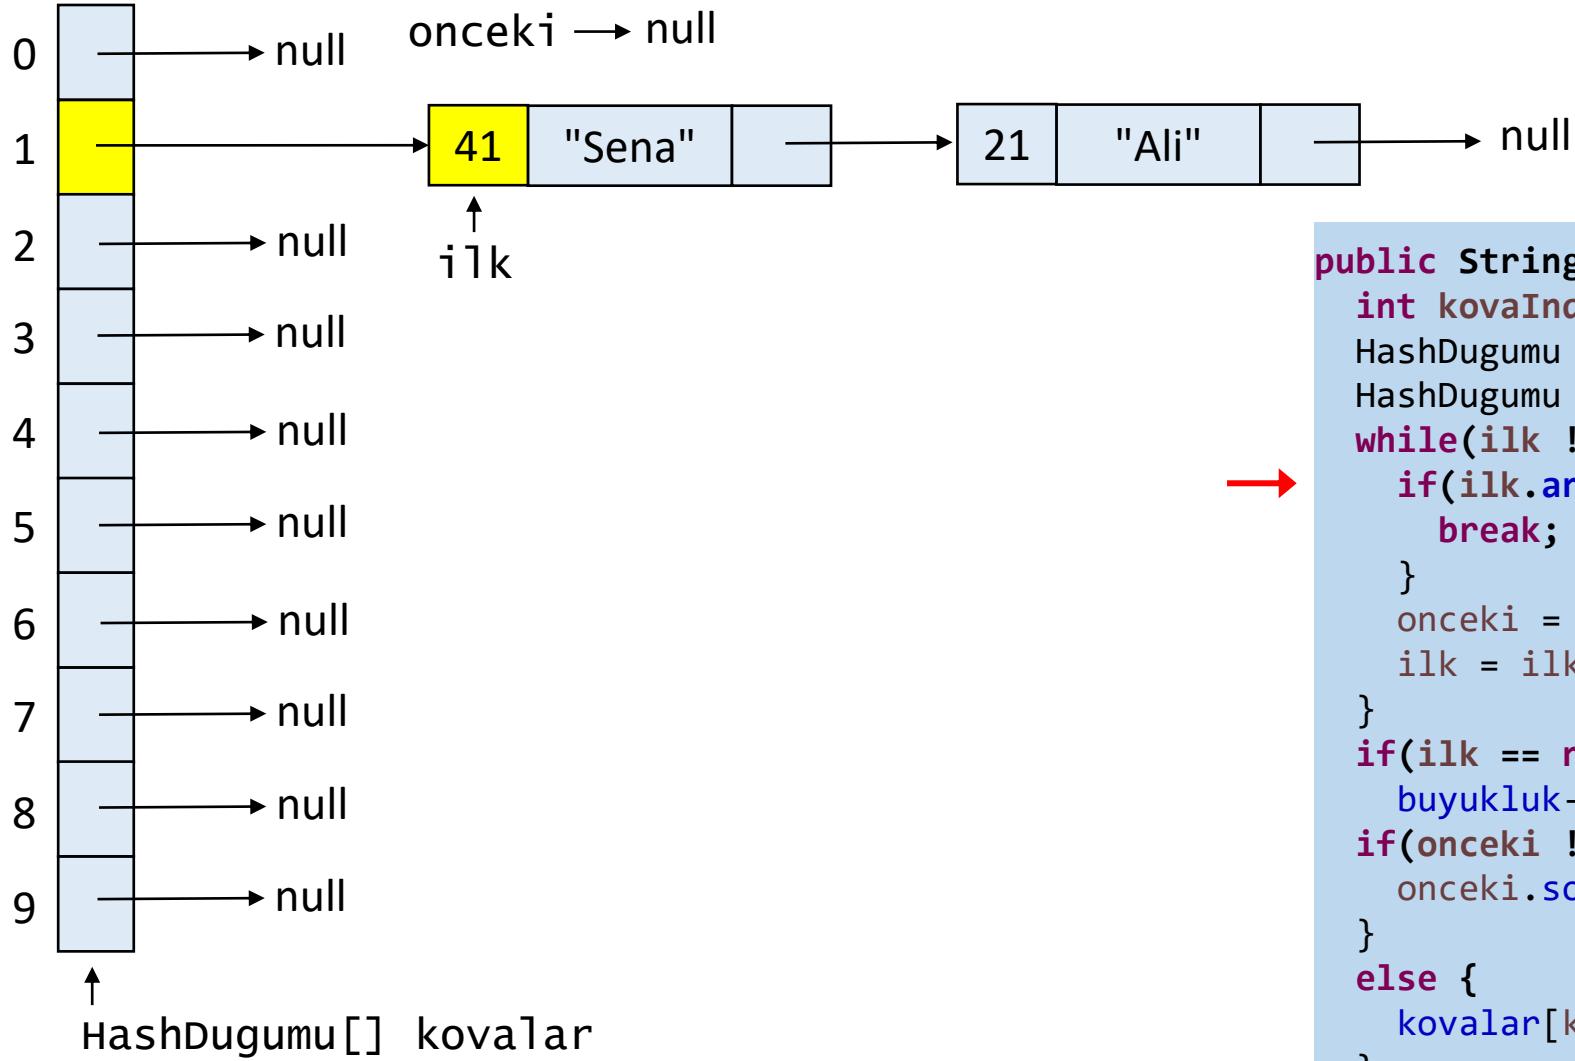 onceki → null
0 → null
1 → 41 "Sena" → 21 "Ali" → null
ilk
2 → null
3 → null
4 → null
5 → null
6 → null
7 → null
8 → null
9 → null
HashDugumu[] kovalar
public String
int kovaInd
HashDugumu
HashDugumu
while(ilk !
if(ilk.ar
break;
}
onceki =
ilk = ilk
}
if(ilk == n
buyukluk-
if(onceki !
onceki.so
}
else {
kovalar[k
}